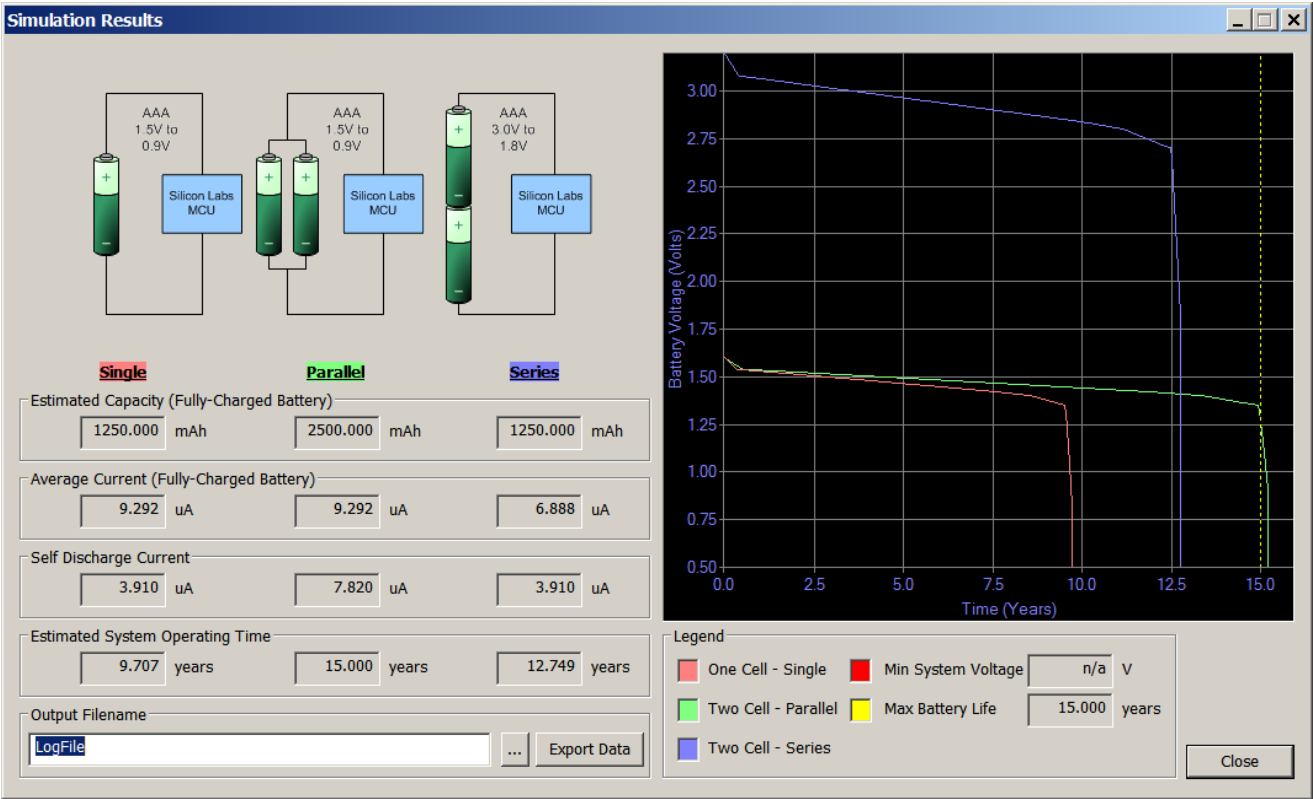 Simulation Results
AAA
1.5V to
0.9V
Silicon Labs
MCU
AAA
1.5V to
0.9V
Silicon Labs
MCU
AAA
3.0V to
1.8V
Silicon Labs
MCU
Single Parallel Series
Estimated Capacity (Fully-Charged Battery)
1250.000 mAh 2500.000 mAh 1250.000 mAh
Average Current (Fully-Charged Battery)
9.292 uA 9.292 uA 6.888 uA
Self Discharge Current
3.910 uA 7.820 uA 3.910 uA
Estimated System Operating Time
9.707 years 15.000 years 12.749 years
Output Filename
LogFile ... Export Data
Battery Voltage (Volts)
3.00
2.75
2.50
2.25
2.00
1.75
1.50
1.25
1.00
0.75
0.50
0.0 2.5 5.0 7.5 10.0 12.5 15.0
Time (Years)
Legend
One Cell - Single Min System Voltage n/a V
Two Cell - Parallel Max Battery Life 15.000 years
Two Cell - Series
Close